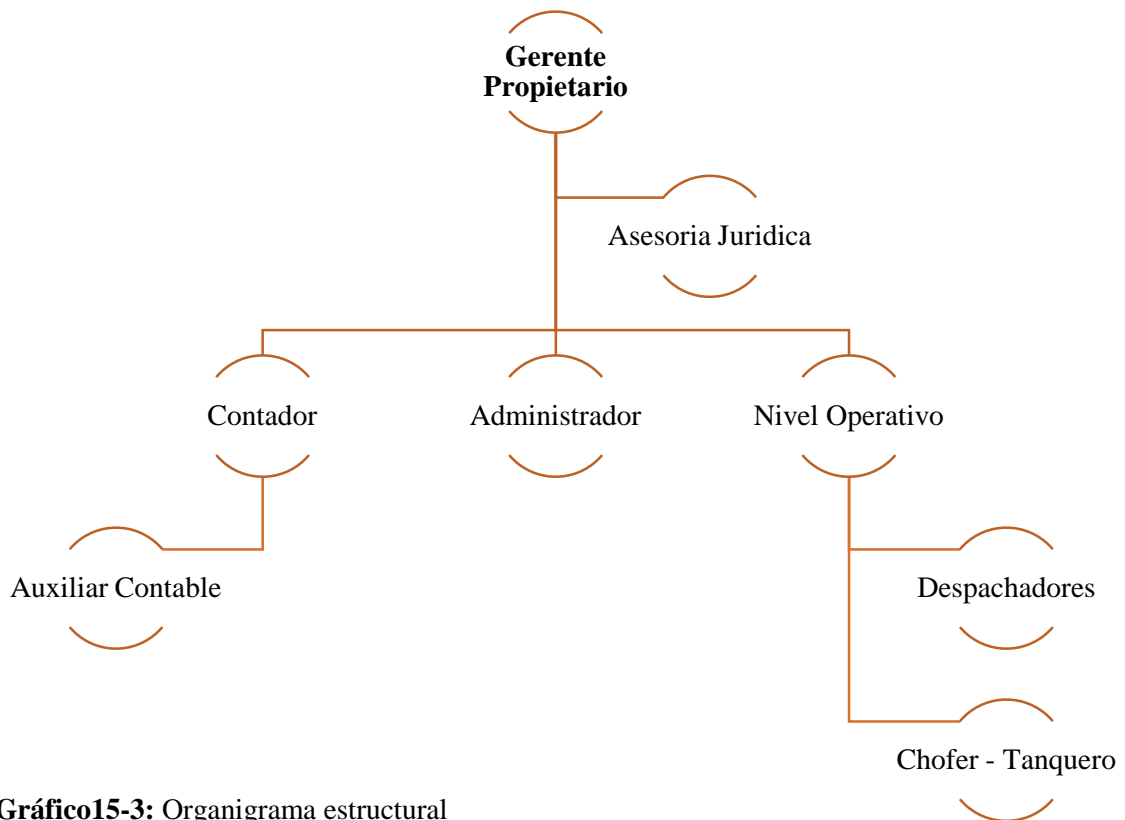 Gerente
Propietario
Asesoria Juridica
Contador
Administrador
Nivel Operativo
Auxiliar Contable
Despachadores
Chofer - Tanquero
Gráfico15-3: Organigrama estructural